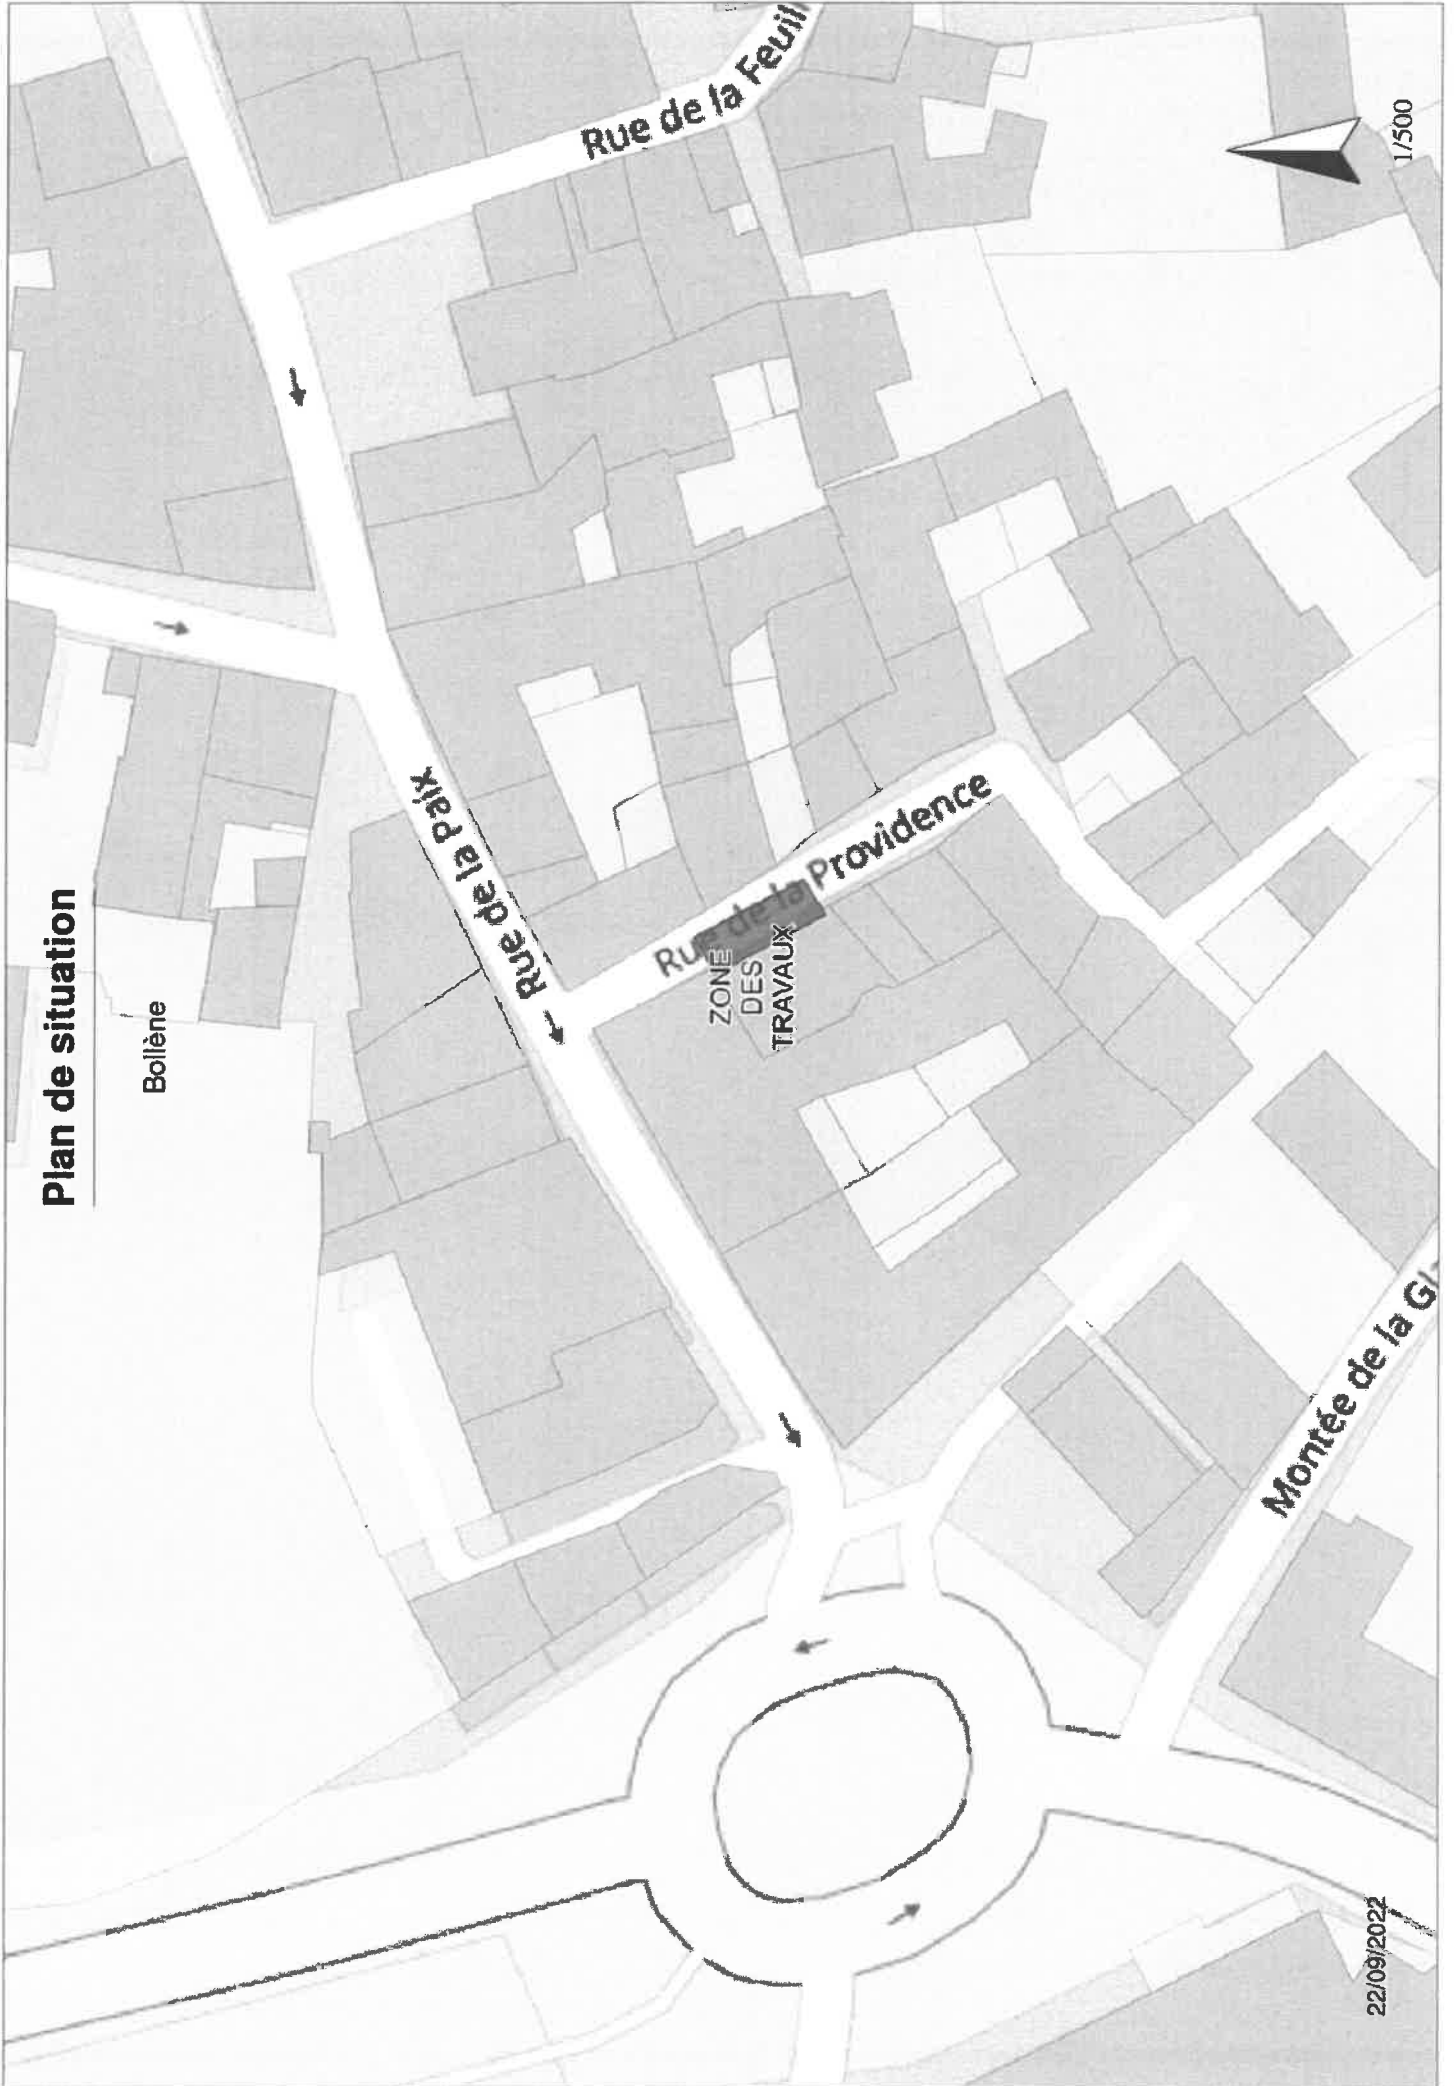 Plan de situation
Bollène
Rue de la Feuil
Rue de la Paix
Rue de la Providence
ZONE
DES
TRAVAUX
Montée de la Gl
1/500
22/09/2022